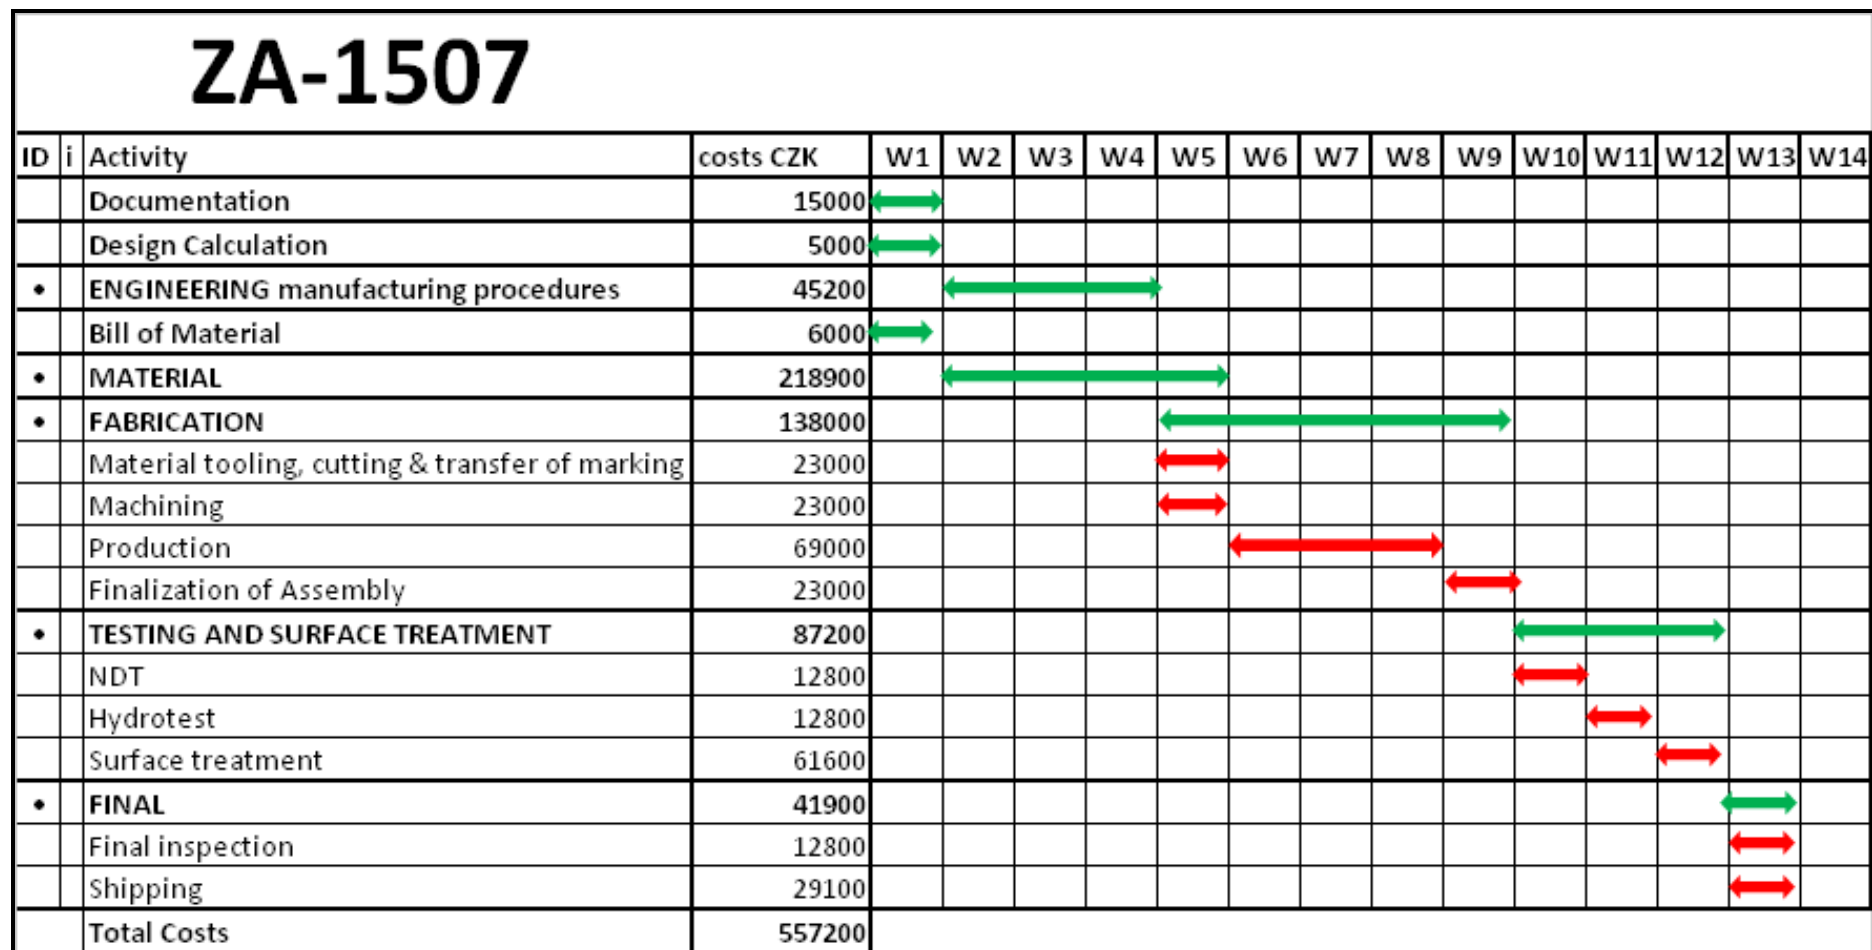 ZA-1507
ID i Activity costs CZK W1 W2 W3 W4 W5 W6 W7 W8 W9 W10 W11 W12 W13 W14
Documentation 15000
Design Calculation 5000
• ENGINEERING manufacturing procedures 45200
Bill of Material 6000
• MATERIAL 218900
• FABRICATION 138000
Material tooling, cutting & transfer of marking 23000
Machining 23000
Production 69000
Finalization of Assembly 23000
• TESTING AND SURFACE TREATMENT 87200
NDT 12800
Hydrotest 12800
Surface treatment 61600
• FINAL 41900
Final inspection 12800
Shipping 29100
Total Costs 557200